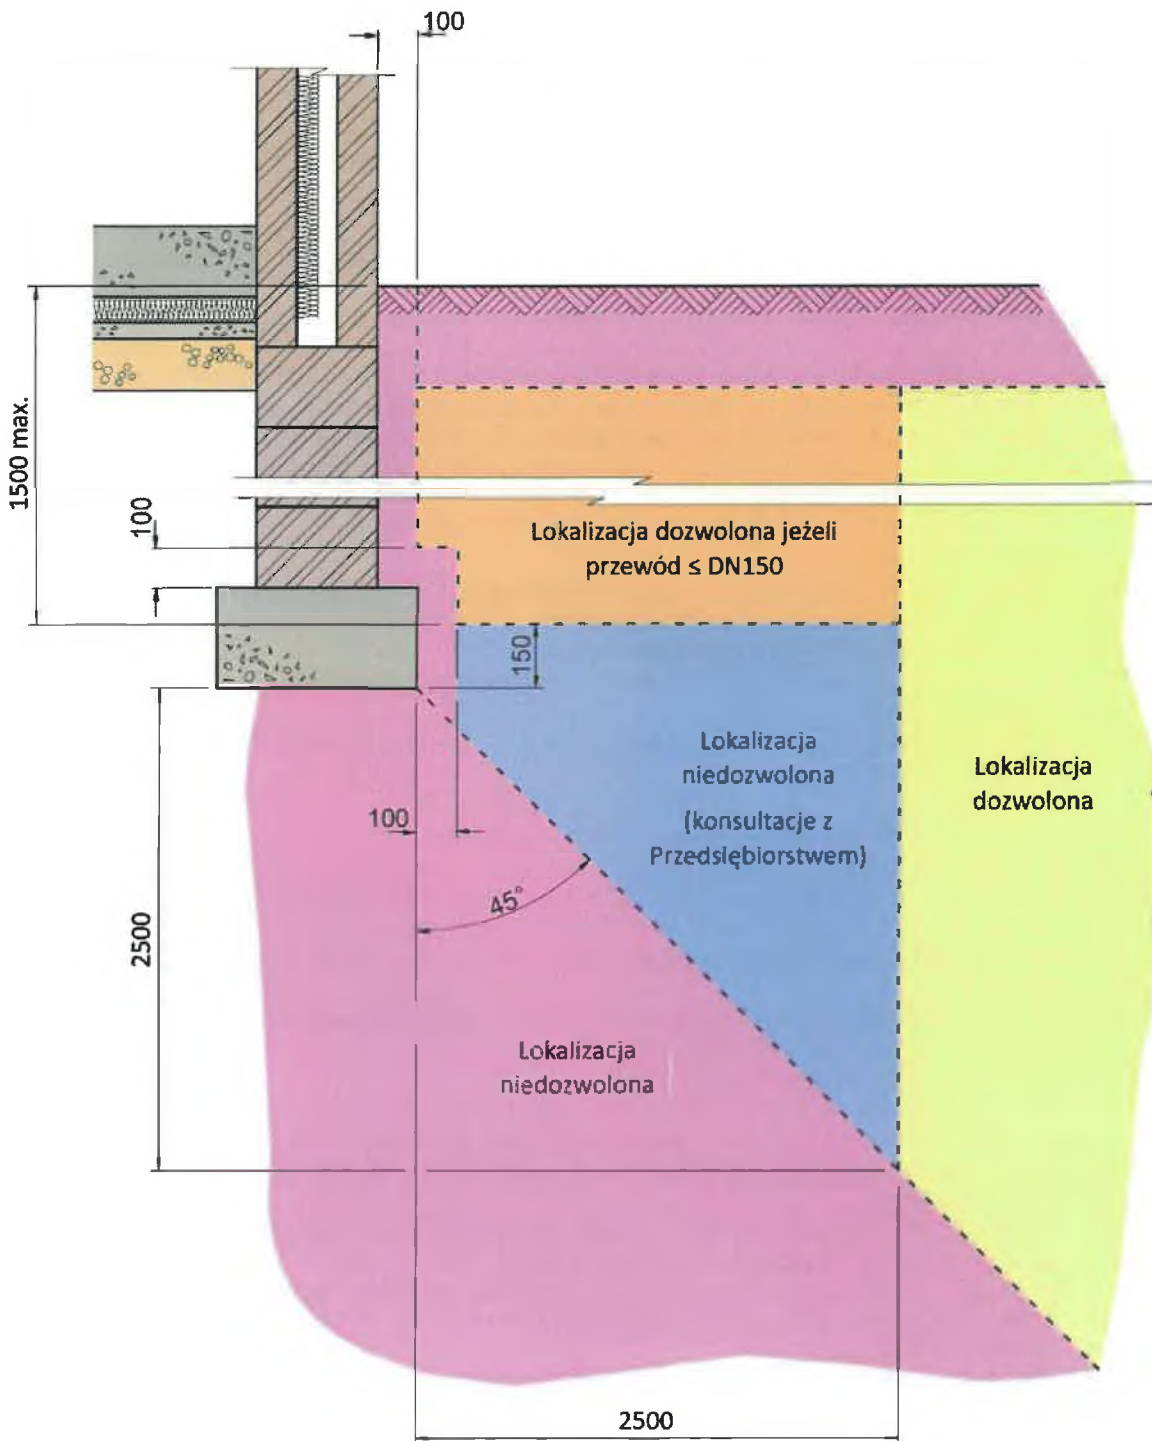 100
1500 max.
100
Lokalizacja dozwolona jeżeli
przewód ≤ DN150
150
Lokalizacja
niedozwolona
(konsultacje z
Przedsiębiorstwem)
Lokalizacja
dozwolona
100
45°
2500
Lokalizacja
niedozwolona
2500